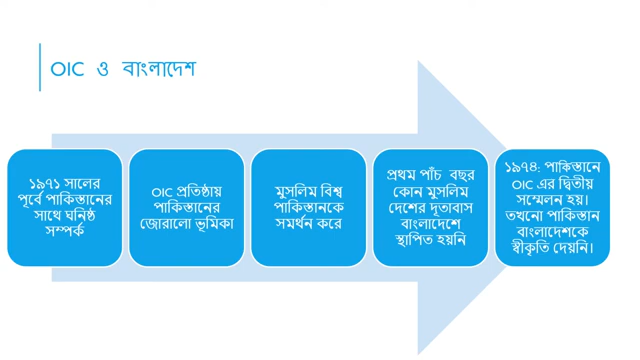 OIC ও বাংলাদেশ
১৯৭১ সালের
পূর্বে পাকিস্তানের
সাথে ঘনিষ্ঠ
সম্পর্ক
OIC প্রতিষ্ঠায়
পাকিস্তানের
জোরালো ভূমিকা
মুসলিম বিশ্ব
পাকিস্তানকে
সমর্থন করে
প্রথম পাঁচ বছর
কোন মুসলিম
দেশের দূতাবাস
বাংলাদেশে
স্থাপিত হয়নি
১৯৭৪: পাকিস্তানে
OIC এর দ্বিতীয়
সম্মেলন হয়।
তখনো পাকিস্তান
বাংলাদেশকে
স্বীকৃতি দেয়নি।